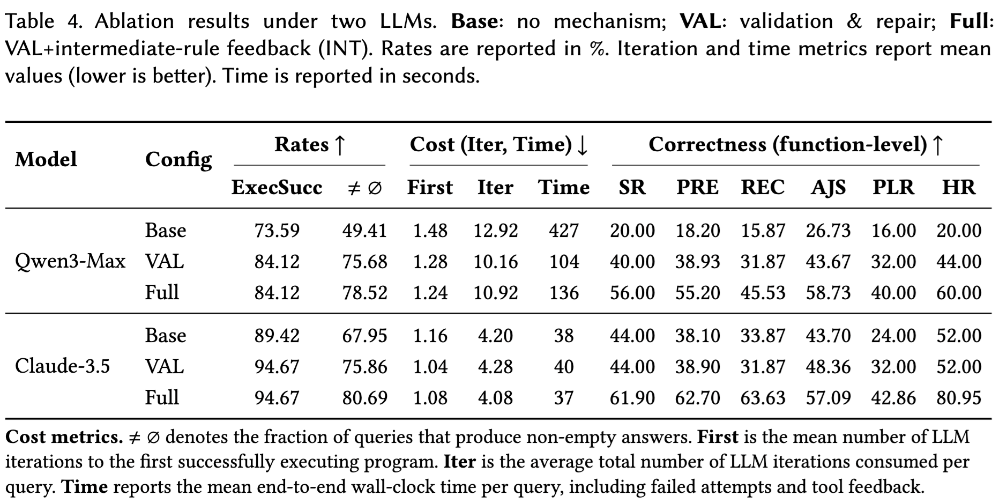 Table 4. Ablation results under two LLMs. Base: no mechanism; VAL: validation & repair; Full:
VAL+intermediate-rule feedback (INT). Rates are reported in %. Iteration and time metrics report mean
values (lower is better). Time is reported in seconds.
Model Config Rates ↑ Cost (Iter, Time) ↓ Correctness (function-level) ↑
ExecSucc ≠ ∅ First Iter Time SR PRE REC AJS PLR HR
Base 73.59 49.41 1.48 12.92 427 20.00 18.20 15.87 26.73 16.00 20.00
Qwen3-Max VAL 84.12 75.68 1.28 10.16 104 40.00 38.93 31.87 43.67 32.00 44.00
Full 84.12 78.52 1.24 10.92 136 56.00 55.20 45.53 58.73 40.00 60.00
Base 89.42 67.95 1.16 4.20 38 44.00 38.10 33.87 43.70 24.00 52.00
Claude-3.5 VAL 94.67 75.86 1.04 4.28 40 44.00 38.90 31.87 48.36 32.00 52.00
Full 94.67 80.69 1.08 4.08 37 61.90 62.70 63.63 57.09 42.86 80.95
Cost metrics. ≠ ∅ denotes the fraction of queries that produce non-empty answers. First is the mean number of LLM
iterations to the first successfully executing program. Iter is the average total number of LLM iterations consumed per
query. Time reports the mean end-to-end wall-clock time per query, including failed attempts and tool feedback.